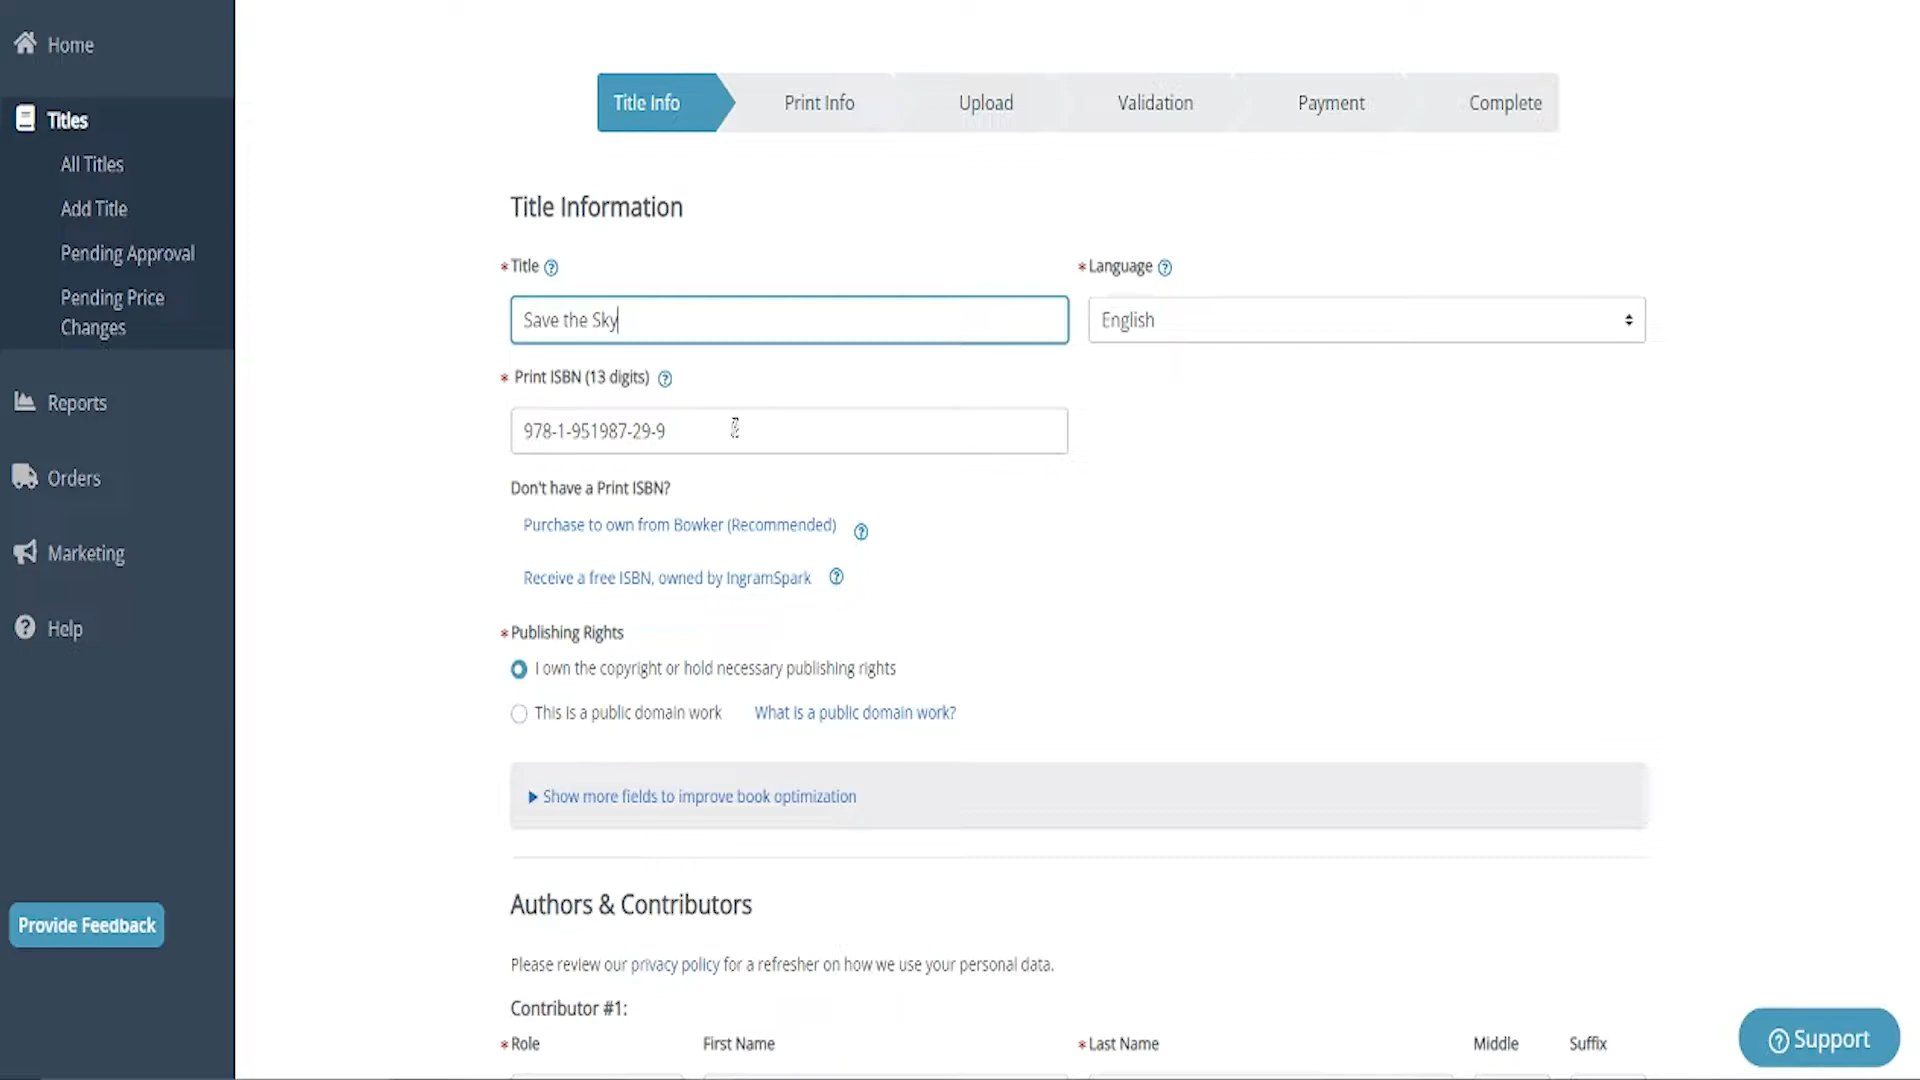 Home
Titles
All Titles
Add Title
Pending Approval
Pending Price
Changes
Reports
Orders
Marketing
Help
Provide Feedback
Title Info
Print Info
Upload
Validation
Payment
Complete
Title Information
*Title
*Language
Save the Sky
English
* Print ISBN (13 digits)
978-1-951987-29-9
Don't have a Print ISBN?
Purchase to own from Bowker (Recommended)
Receive a free ISBN, owned by IngramSpark
*Publishing Rights
I own the copyright or hold necessary publishing rights
This is a public domain work What is a public domain work?
Show more fields to improve book optimization
Authors & Contributors
Please review our privacy policy for a refresher on how we use your personal data.
Contributor #1:
*Role
First Name
*Last Name
Middle
Suffix
Support